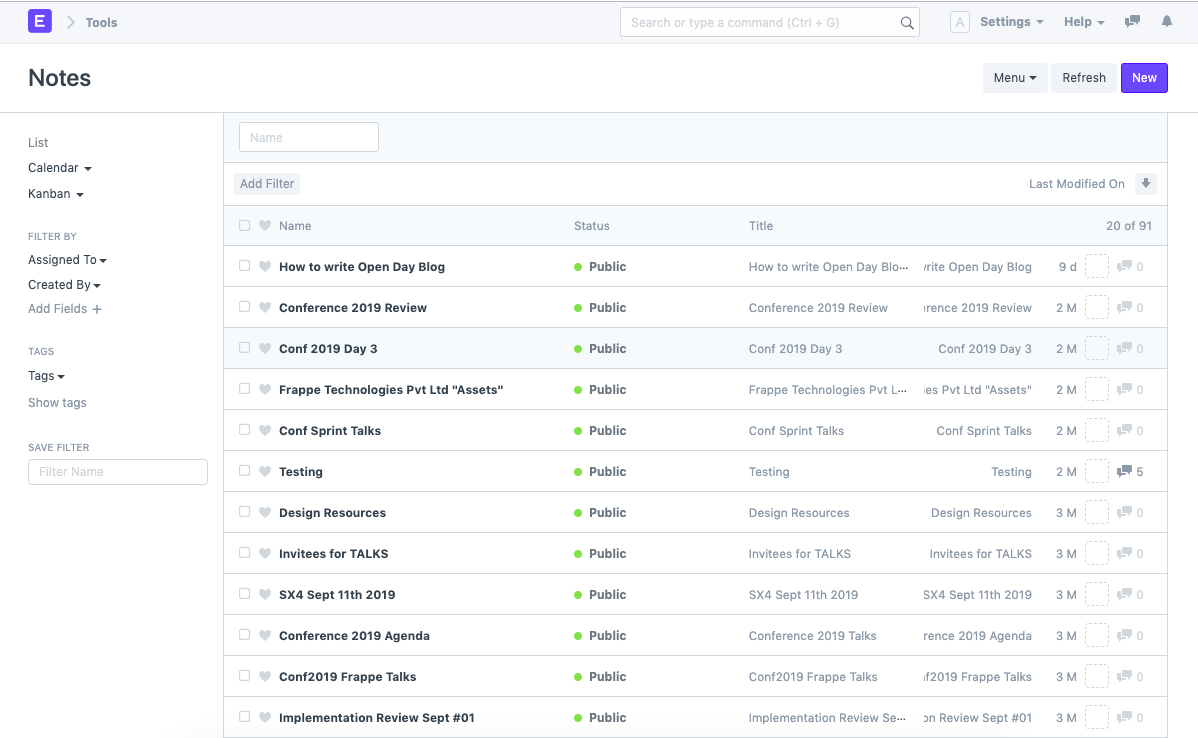 E Tools Search or type a command (Ctrl + G) A Settings Help
Notes Menu Refresh New
List
Calendar
Kanban
FILTER BY
Assigned To
Created By
Add Fields +
TAGS
Tags
Show tags
SAVE FILTER
Filter Name
Name
Add Filter Last Modified On
Name Status Title 20 of 91
How to write Open Day Blog Public How to write Open Day Blo... write Open Day Blog 9 d 0
Conference 2019 Review Public Conference 2019 Review erence 2019 Review 2 M 0
Conf 2019 Day 3 Public Conf 2019 Day 3 Conf 2019 Day 3 2 M 0
Frappe Technologies Pvt Ltd "Assets" Public Frappe Technologies Pvt L... ies Pvt Ltd "Assets" 2 M 0
Conf Sprint Talks Public Conf Sprint Talks Conf Sprint Talks 2 M 0
Testing Public Testing Testing 2 M 5
Design Resources Public Design Resources Design Resources 3 M 0
Invitees for TALKS Public Invitees for TALKS Invitees for TALKS 3 M 0
SX4 Sept 11th 2019 Public SX4 Sept 11th 2019 SX4 Sept 11th 2019 3 M 0
Conference 2019 Agenda Public Conference 2019 Talks rence 2019 Agenda 3 M 0
Conf2019 Frappe Talks Public Conf2019 Frappe Talks nf2019 Frappe Talks 3 M 0
Implementation Review Sept #01 Public Implementation Review Se... on Review Sept #01 3 M 0